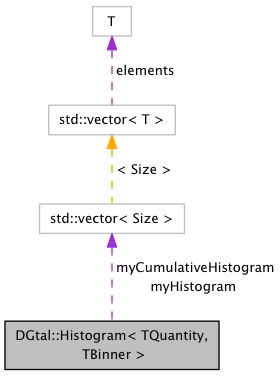 T
elements
std::vector< T >
< Size >
std::vector< Size >
myCumulativeHistogram
myHistogram
DGtal::Histogram< TQuantity,
TBinner >